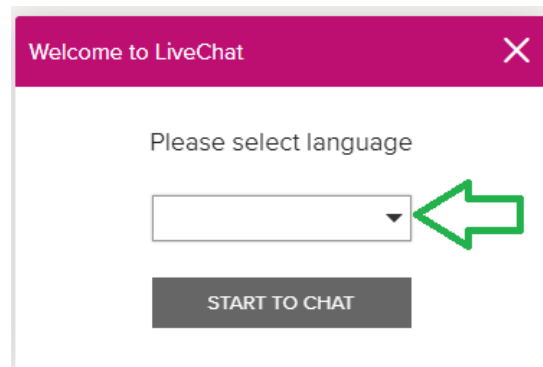 Welcome to LiveChat
Please select language
START TO CHAT